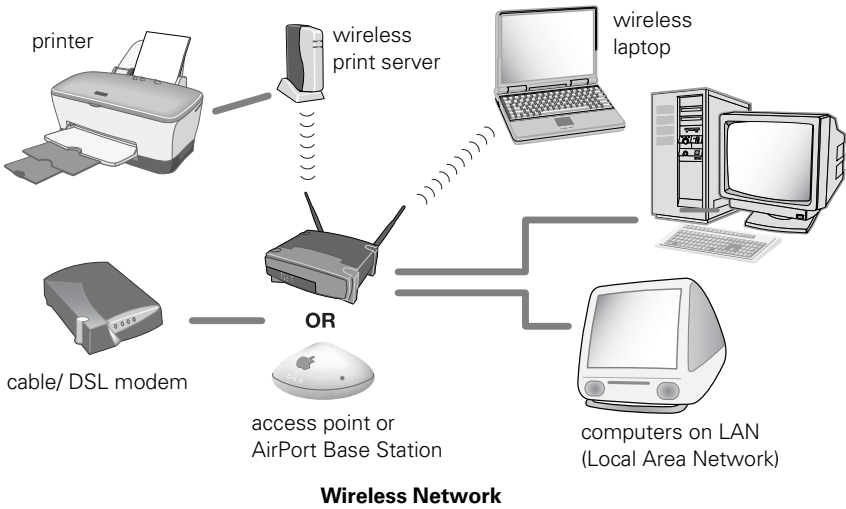 printer
wireless
print server
wireless
laptop
OR
cable/ DSL modem
access point or
AirPort Base Station
computers on LAN
(Local Area Network)
Wireless Network